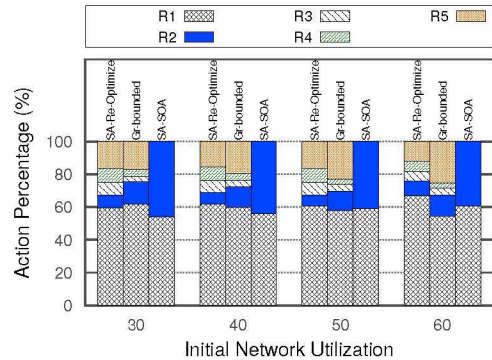 R1 R3 R5
R2 R4
SA-Re-Optimize Gr-bounded SA-SOA SA-Re-Optimize Gr-bounded SA-SOA SA-Re-Optimize Gr-bounded SA-SOA SA-Re-Optimize Gr-bounded SA-SOA
Action Percentage (%)
100
80
60
40
20
0
30 40 50 60
Initial Network Utilization